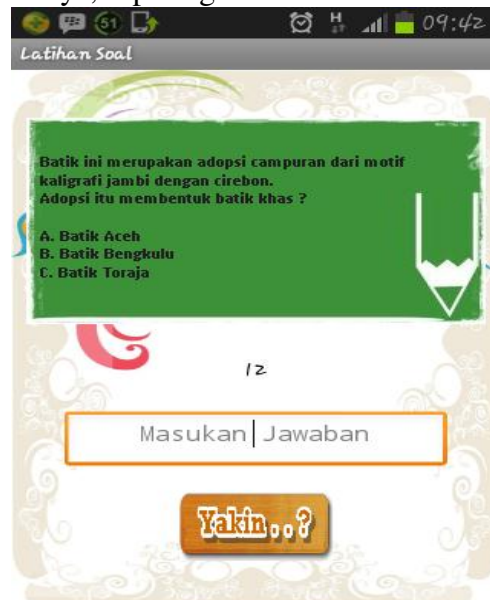 51
H
09:42
Latihan Soal
Batik ini merupakan adopsi campuran dari motif
kaligrafi jambi dengan cirebon.
Adopsi itu membentuk batik khas ?
A. Batik Aceh
B. Batik Bengkulu
C. Batik Toraja
12
Masukan Jawaban
Yakin..?